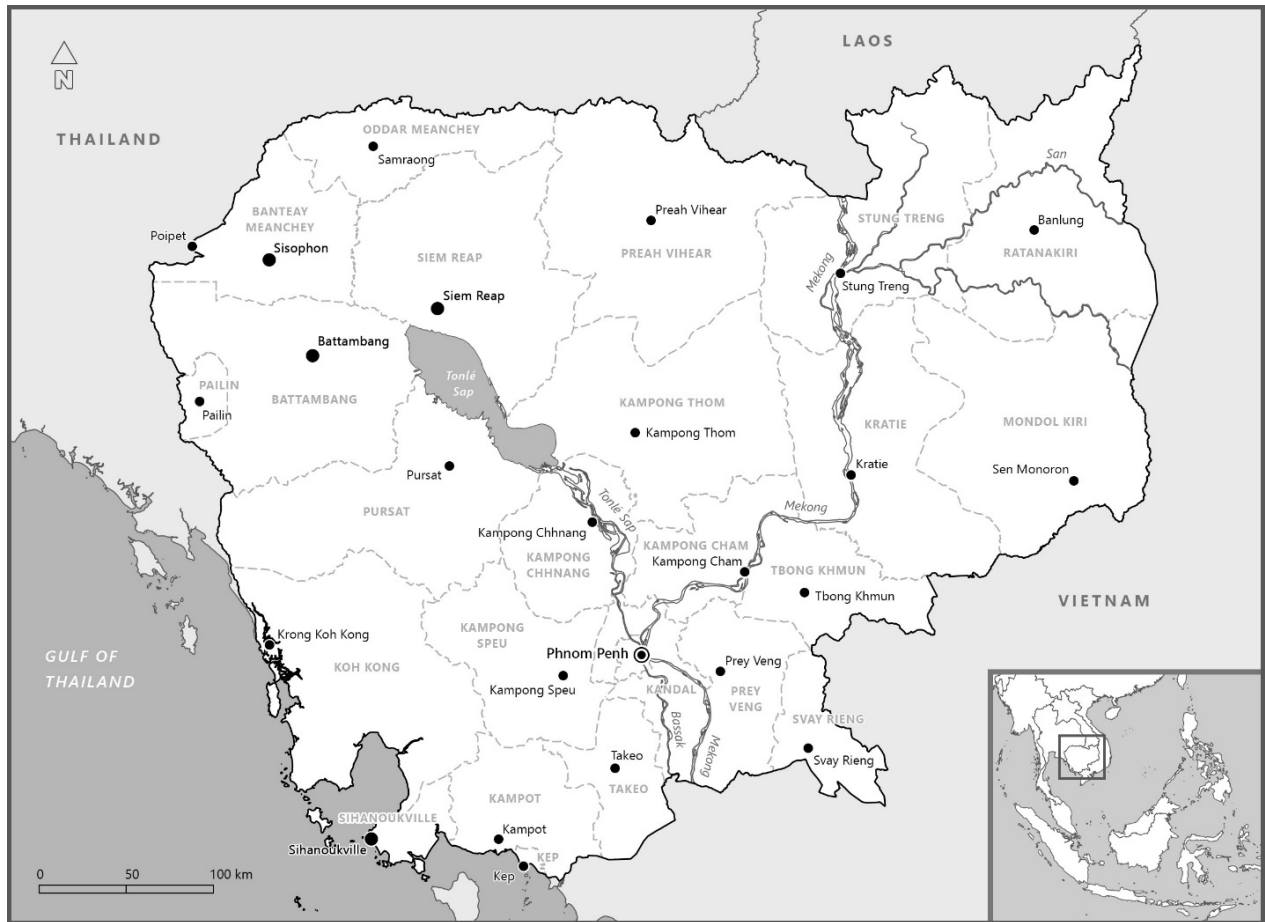 LAOS
N
THAILAND
ODDAR MEANCHEY
Samraong
San
BANTEAY
MEANCHEY
Preah Vihear
STUNG TRENG
Banlung
Poipet
Sisophon
SIEM REAP
PREAH VIHEAR
RATANAKIRI
Mekong
Stung Treng
Siem Reap
Battambang
Tonlé
Sap
PAILIN
Pailin
BATTAMBANG
KAMPONG THOM
KRATIE
MONDOL KIRI
Kampong Thom
Pursat
Kratie
Sen Monoron
PURSAT
Tonlé Sap
Mekong
Kampong Chhnang
KAMPONG CHAM
KAMPONG
CHHNANG
Kampong Cham
TBONG KHMUN
Tbong Khmun
VIETNAM
KAMPONG
SPEU
Krong Koh Kong
GULF OF
THAILAND
KOH KONG
Phnom Penh
Prey Veng
Kampong Speu
KANDAL
PREY
VENG
SVAY RIENG
Bassak
Mekong
Takeo
Svay Rieng
TAKEO
KAMPOT
SIHANOUKVILLE
Kampot
Sihanoukville
KEP
Kep
0 50 100 km